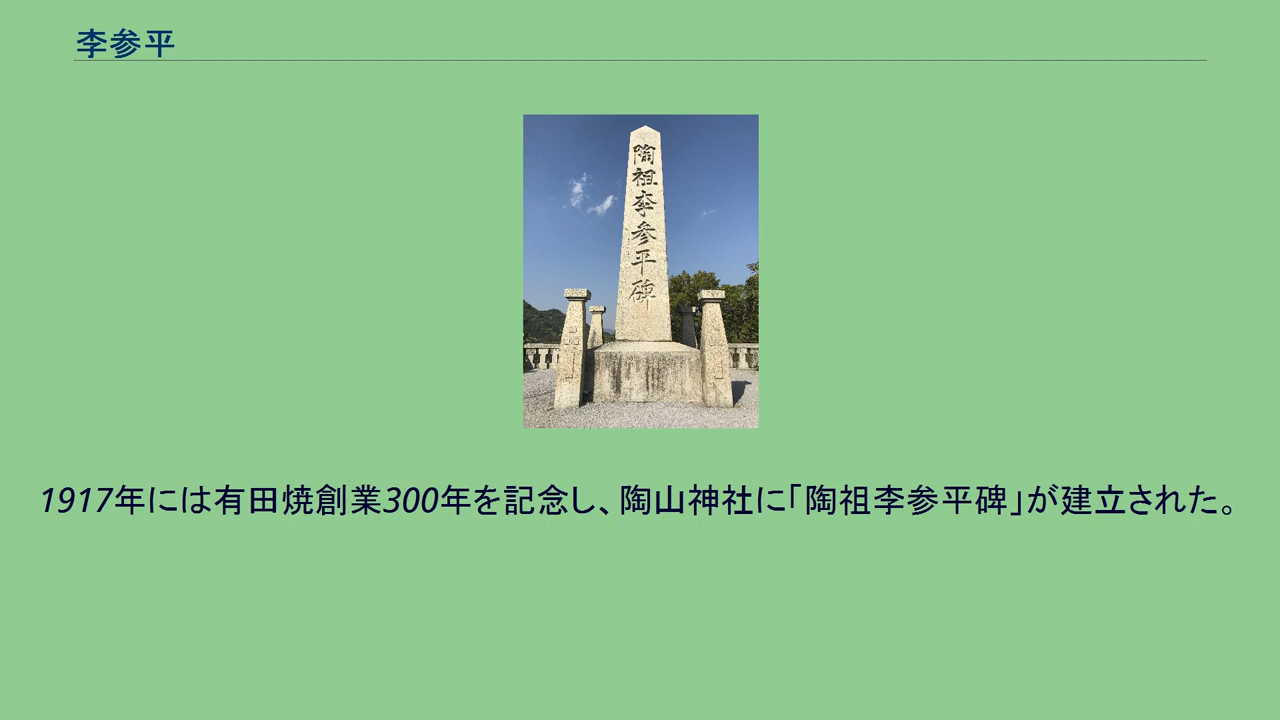 李参平
陶祖李参平碑
1917年には有田焼創業300年を記念し、陶山神社に「陶祖李参平碑」が建立された。